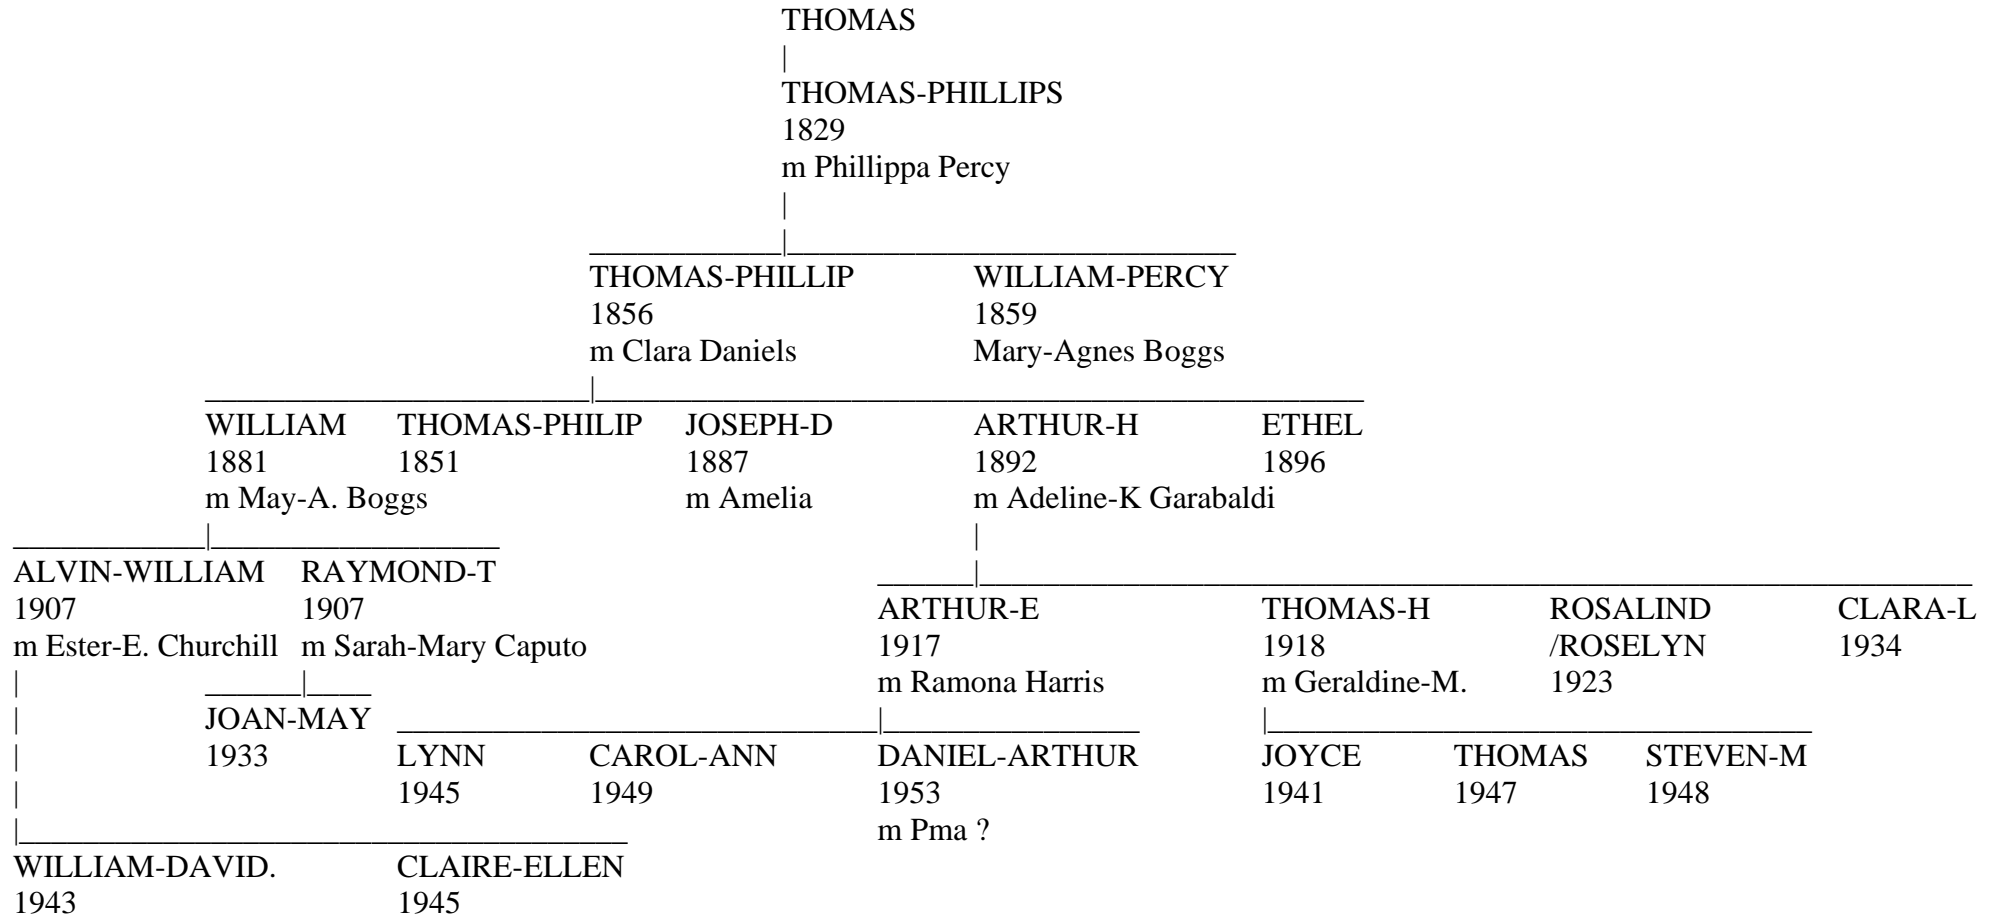 THOMAS
THOMAS-PHILLIPS
1829
m Phillippa Percy
THOMAS-PHILLIP WILLIAM-PERCY
1856 1859
m Clara Daniels Mary-Agnes Boggs
WILLIAM THOMAS-PHILIP JOSEPH-D ARTHUR-H ETHEL
1881 1851 1887 1892 1896
m May-A. Boggs m Amelia m Adeline-K Garabaldi
ALVIN-WILLIAM RAYMOND-T
1907 1907 ARTHUR-E THOMAS-H ROSALIND CLARA-L
m Ester-E. Churchill m Sarah-Mary Caputo 1917 1918 /ROSELYN 1934
m Ramona Harris m Geraldine-M. 1923
JOAN-MAY
1933 LYNN CAROL-ANN DANIEL-ARTHUR JOYCE THOMAS STEVEN-M
1945 1949 1953 1941 1947 1948
m Pma ?
WILLIAM-DAVID. CLAIRE-ELLEN
1943 1945